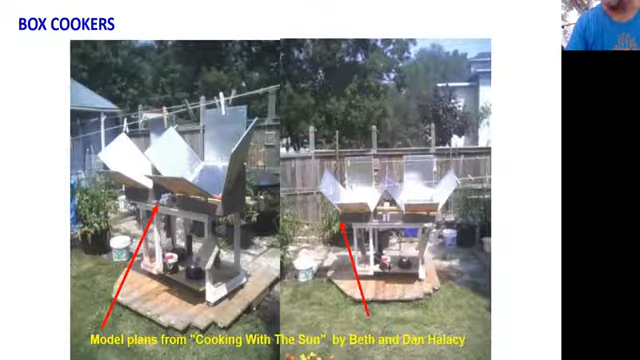 BOX COOKERS
Model plans from "Cooking With The Sun" by Beth and Dan Halacy